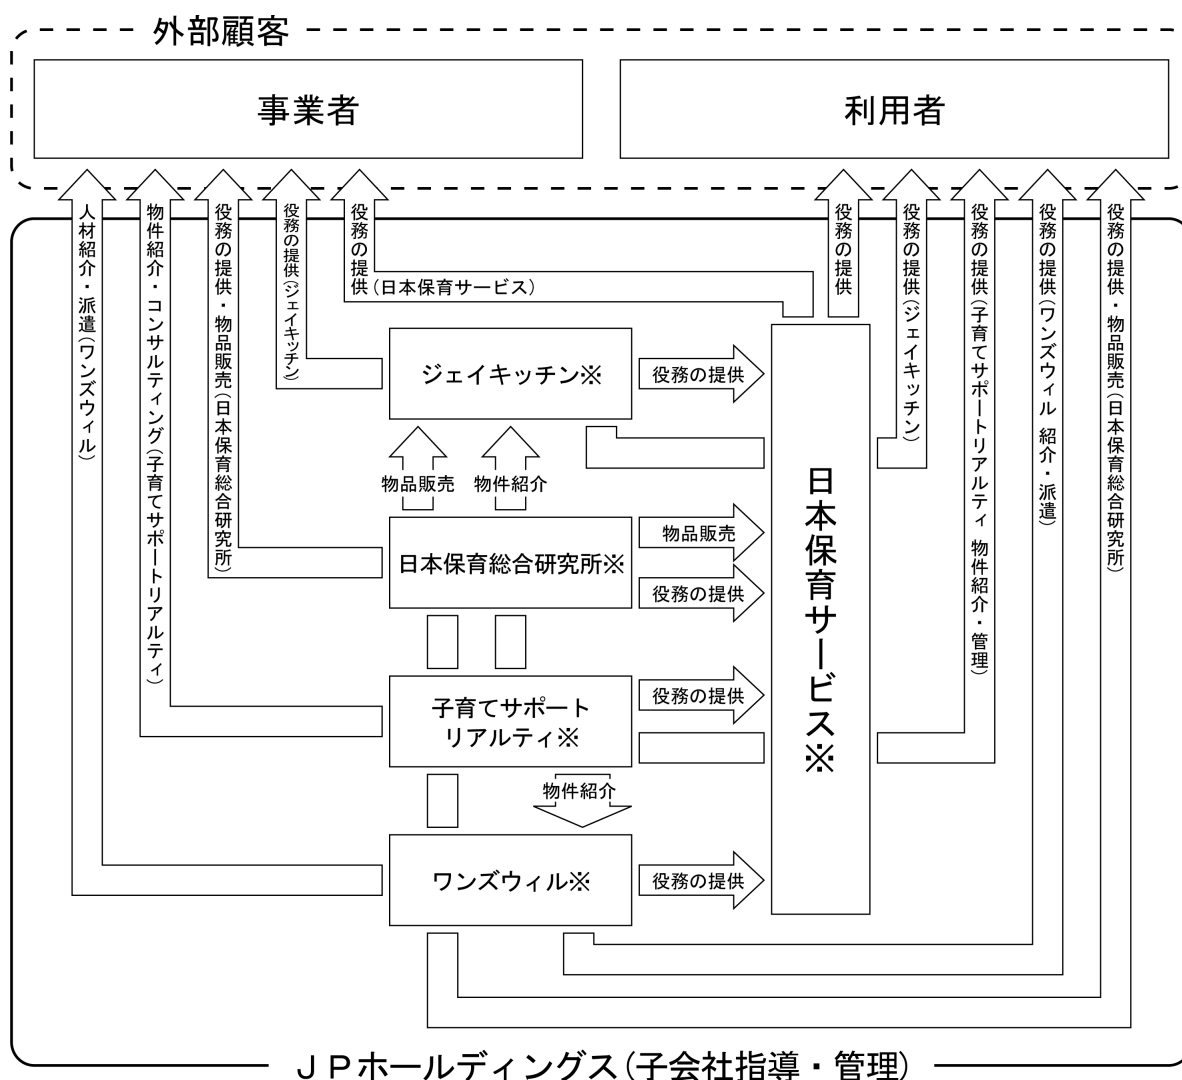 外部顧客
事業者
利用者
人材紹介・派遣(ワンズウィル)
物件紹介・コンサルティング(子育てサポートリアルティ)
役務の提供・物品販売(日本保育総合研究所)
役務の提供(ジェイキッチン)
役務の提供(日本保育サービス)
役務の提供
役務の提供(ジェイキッチン)
役務の提供(子育てサポートリアルティ 物件紹介・管理)
役務の提供(ワンズウィル 紹介・派遣)
役務の提供・物品販売(日本保育総合研究所)
ジェイキッチン※
役務の提供
物品販売
物件紹介
日本保育総合研究所※
物品販売
役務の提供
子育てサポート
リアルティ※
役務の提供
物件紹介
ワンズウィル※
役務の提供
日本保育サービス※
JPホールディングス(子会社指導・管理)